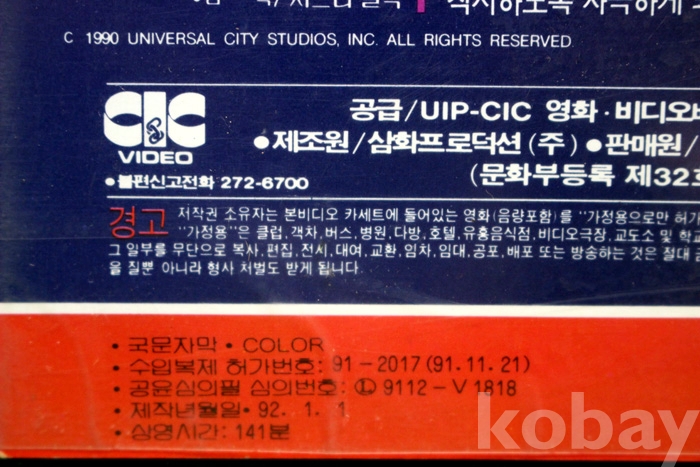 C 1990 UNIVERSAL CITY STUDIOS, INC. ALL RIGHTS RESERVED.
CIC
VIDEO
공급/UIP-CIC 영화·비디오
●제조원/삼화프로덕션(주) ●판매원/
●불편신고전화 272-6700
(문화부등록 제32호
경고 저작권 소유자는 본비디오 카세트에 들어있는 영화(음량포함)를 "가정용으로만 허가
"가정용"은 클럽, 객차, 버스, 병원, 다방, 호텔, 유흥음식점, 비디오극장, 교도소 및 학교
그 일부를 무단으로 복사, 편집, 전시, 대여, 교환, 임차, 임대, 공포, 배포 또는 방송하는 것은 절대 금
을 질뿐 아니라 형사 처벌도 받게 됩니다.
• 국문자막 • COLOR
• 수입복제 허가번호: 91-2017 (91.11.21)
• 공윤심의필 심의번호: Ⓛ 9112-V 1818
• 제작년월일• 92. 1. 1
• 상영시간: 141분
kobay